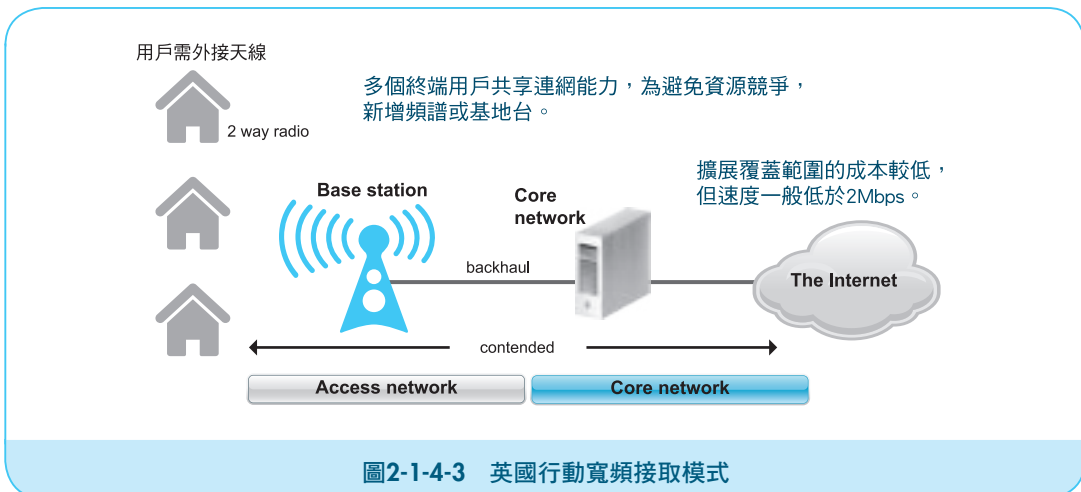 用戶需外接天線
多個終端用戶共享連網能力，為避免資源競爭，
新增頻譜或基地台。
2 way radio
擴展覆蓋範圍的成本較低，
但速度一般低於2Mbps。
Base station
Core
network
backhaul
The Internet
contended
Access network
Core network
圖2-1-4-3 英國行動寬頻接取模式